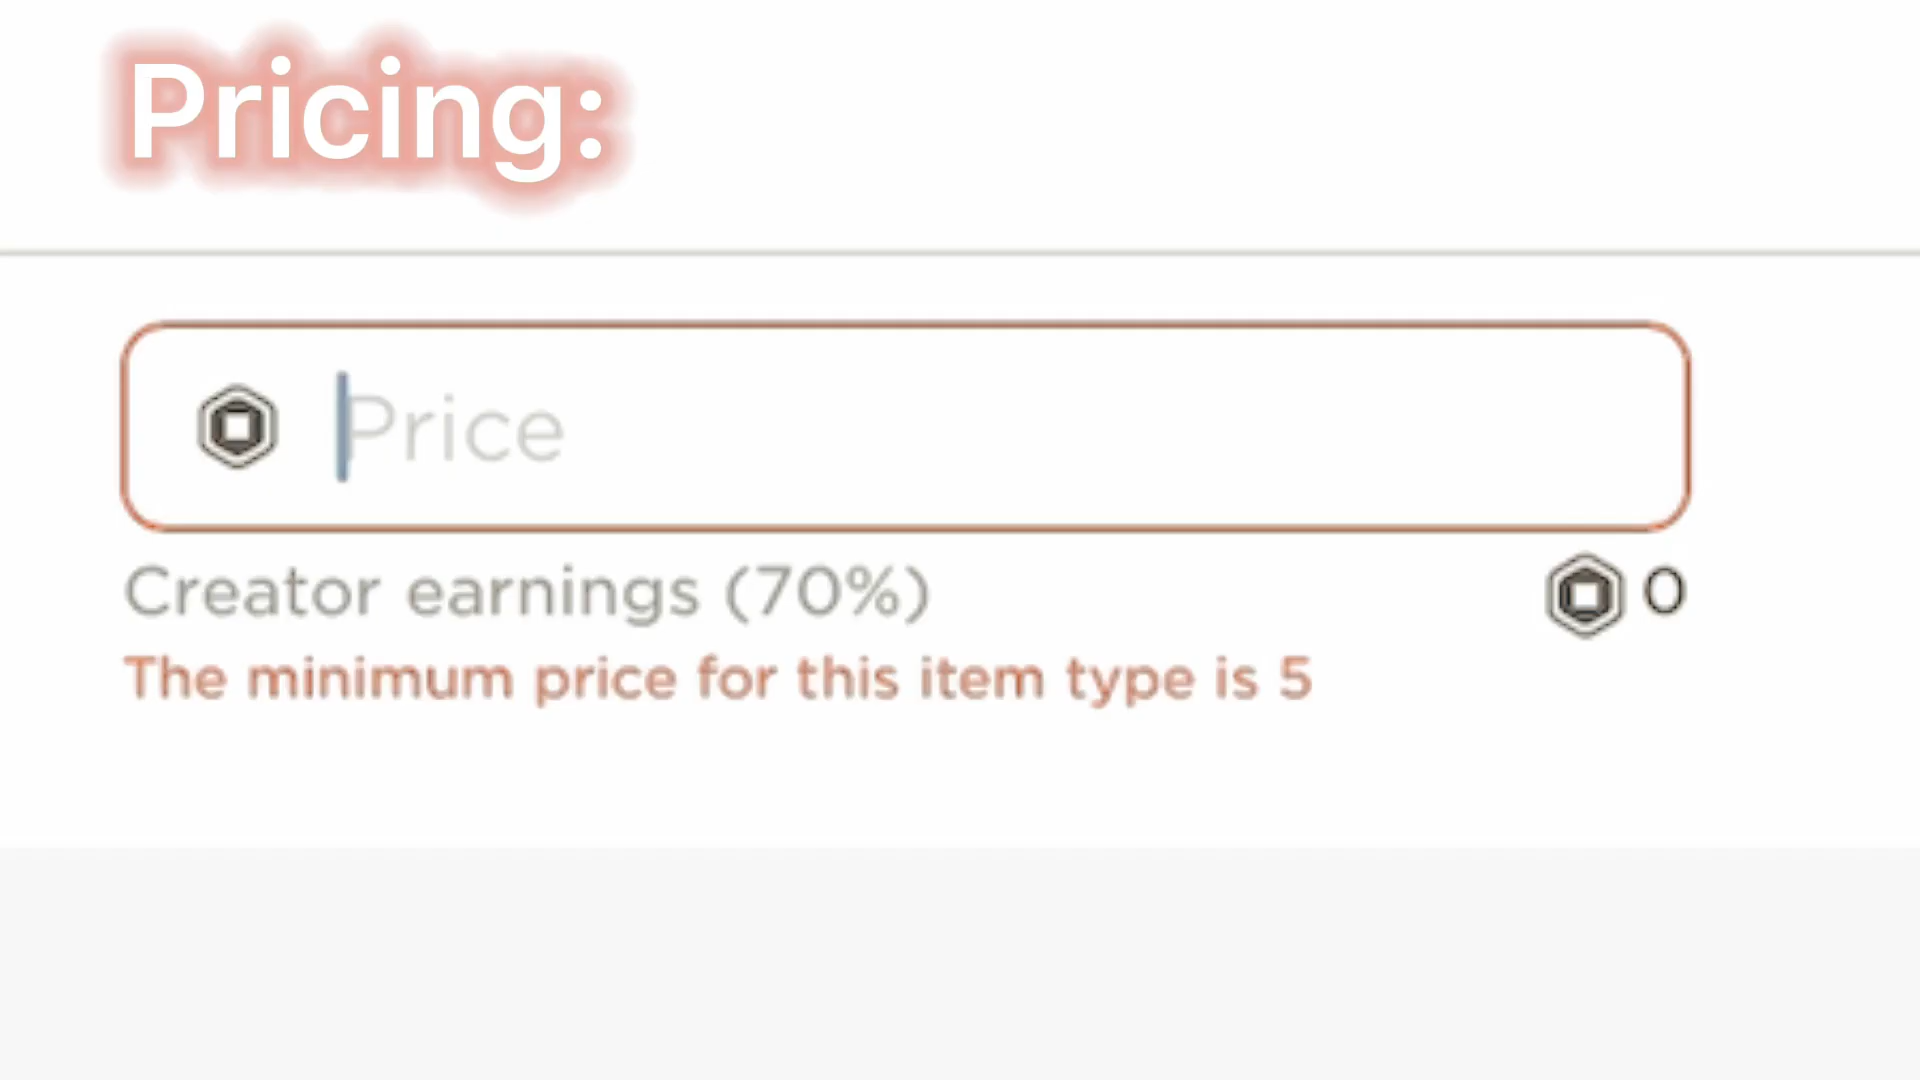 Pricing:
Price
Creator earnings (70%)
0
The minimum price for this item type is 5